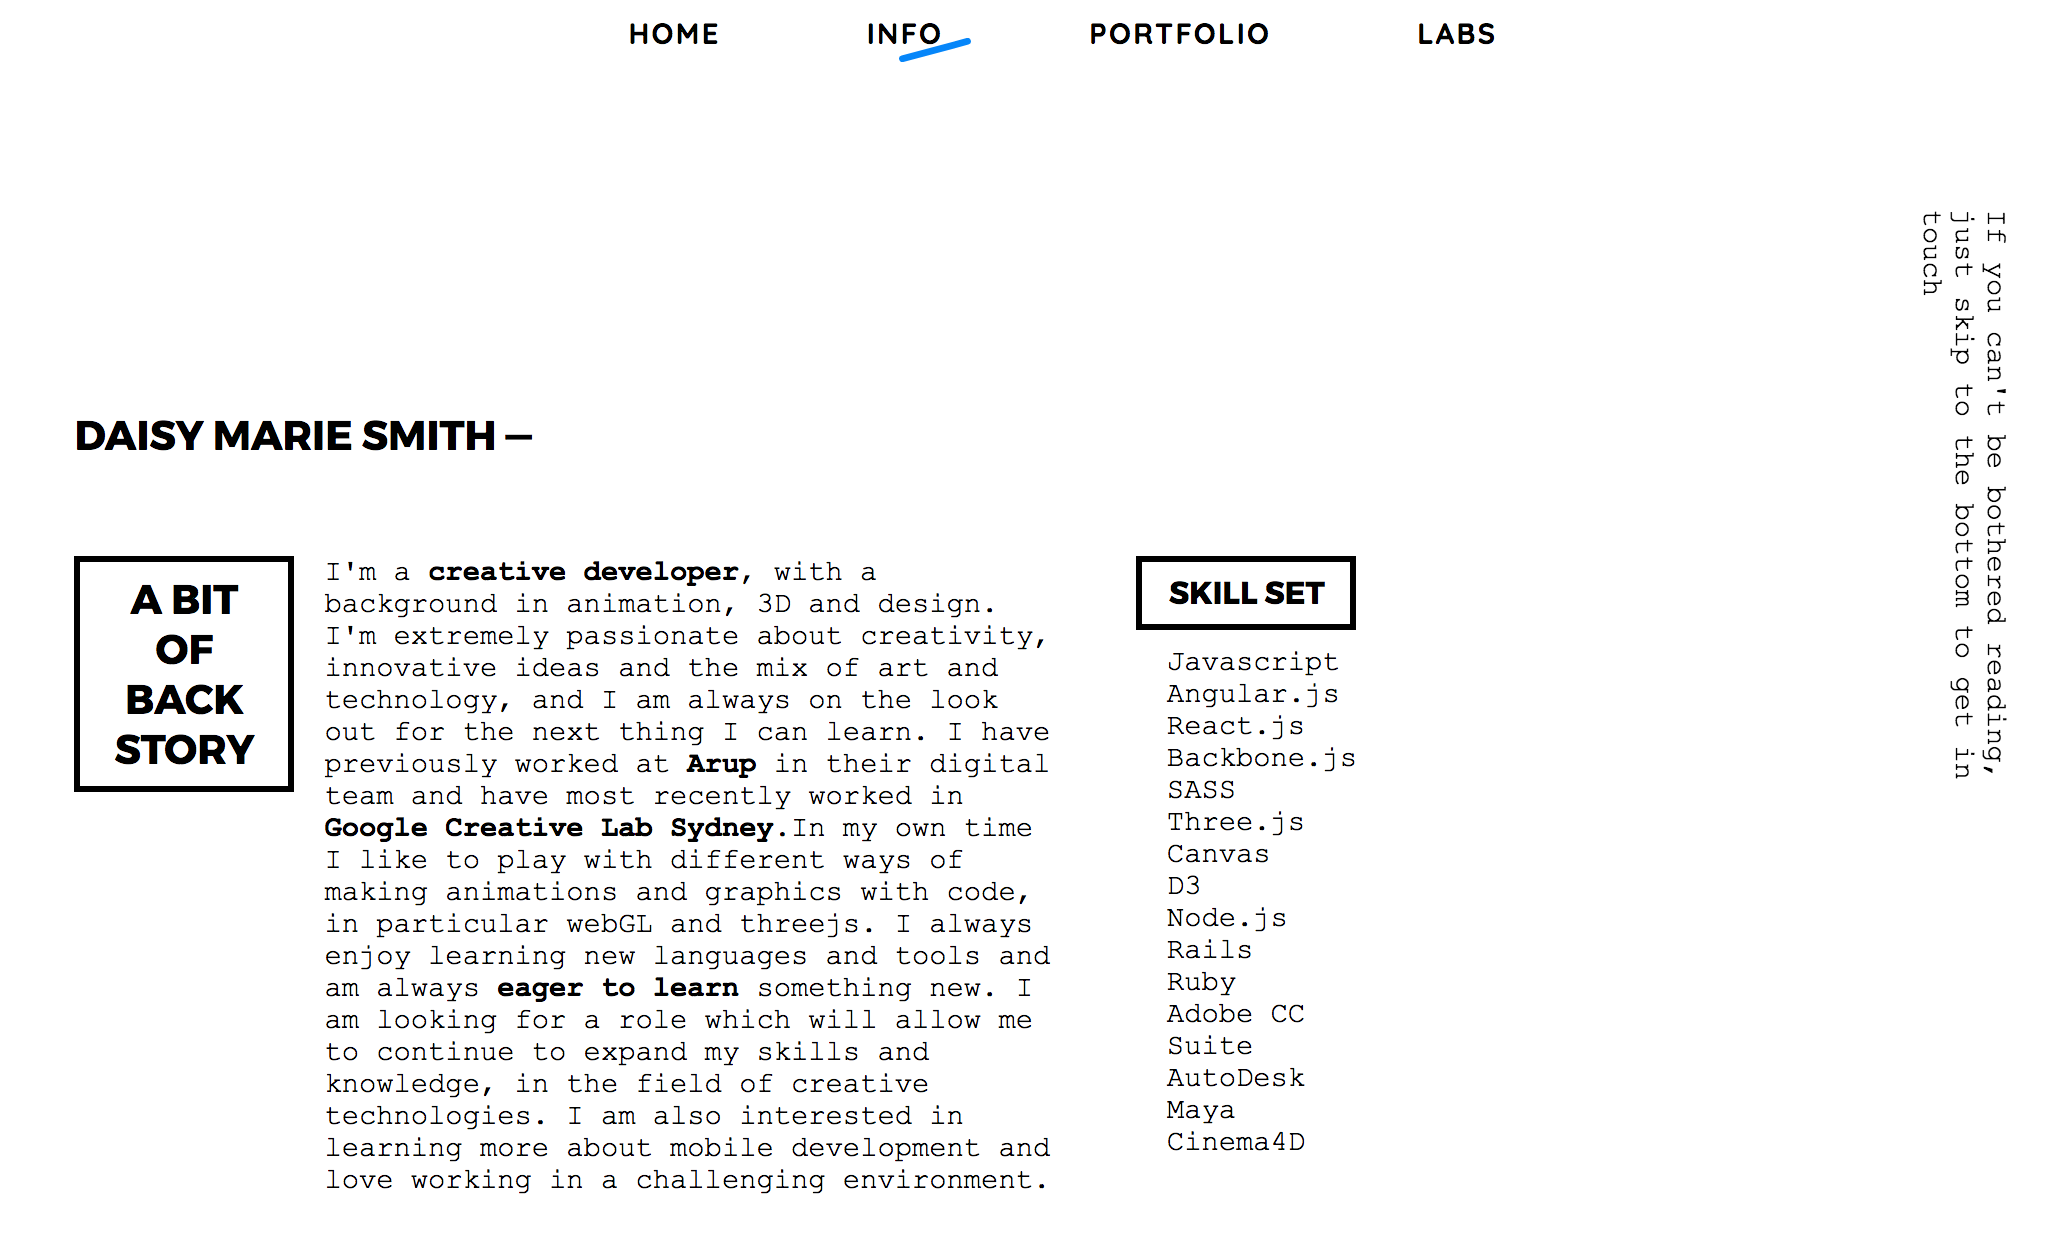 HOME
INFO
PORTFOLIO
LABS
If you can't be bothered reading,
just skip to the bottom to get in
touch
DAISY MARIE SMITH —
A BIT
OF
BACK
STORY
I'm a creative developer, with a
background in animation, 3D and design.
I'm extremely passionate about creativity,
innovative ideas and the mix of art and
technology, and I am always on the look
out for the next thing I can learn. I have
previously worked at Arup in their digital
team and have most recently worked in
Google Creative Lab Sydney.In my own time
I like to play with different ways of
making animations and graphics with code,
in particular webGL and threejs. I always
enjoy learning new languages and tools and
am always eager to learn something new. I
am looking for a role which will allow me
to continue to expand my skills and
knowledge, in the field of creative
technologies. I am also interested in
learning more about mobile development and
love working in a challenging environment.
SKILL SET
Javascript
Angular.js
React.js
Backbone.js
SASS
Three.js
Canvas
D3
Node.js
Rails
Ruby
Adobe CC
Suite
AutoDesk
Maya
Cinema4D